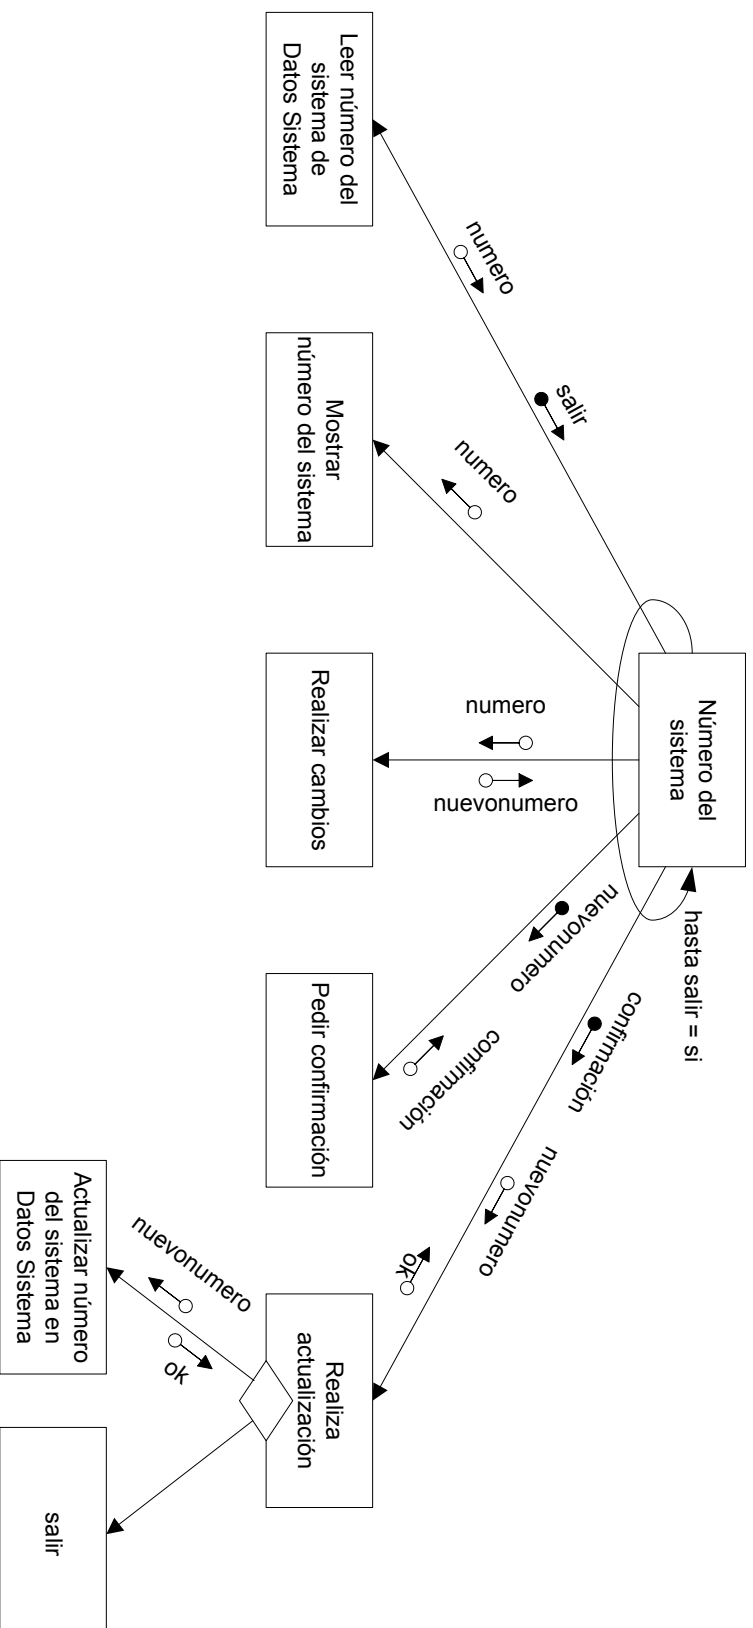 Número del
sistema
hasta salir = si
salir
numero
numero
numero
nuevonumero
nuevonumero
confirmación
confirmación
nuevonumero
ok
Leer número del
sistema de
Datos Sistema
Mostrar
número del sistema
Realizar cambios
Pedir confirmación
Realiza
actualización
nuevonumero
ok
Actualizar número
del sistema en
Datos Sistema
salir